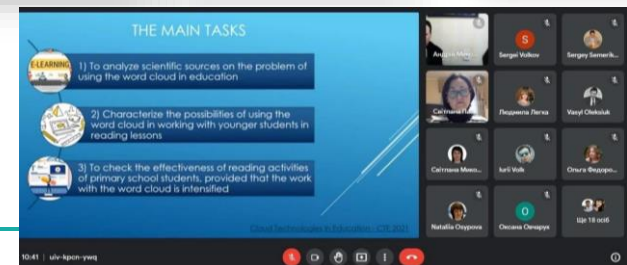 THE MAIN TASKS
E-LEARNING
1) To analyze scientific sources on the problem of
using the word cloud in education
2) Characterize the possibilities of using the
word cloud in working with younger students in
reading lessons
3) To check the effectiveness of reading activities
of primary school students, provided that the work
with the word cloud is intensified
Cloud Technologies in Education - CTE 2021
Sergei Volkov
Sergey Semerik...
S
Людмила Легка
Vasyl Oleksiuk
Світлана Мико...
Iurii Volk
Ольга Федоро...
Nataliia Osypova
О
Оксана Овчарук
Ще 18 осіб
10:41 | uiv-kpcn-ywq